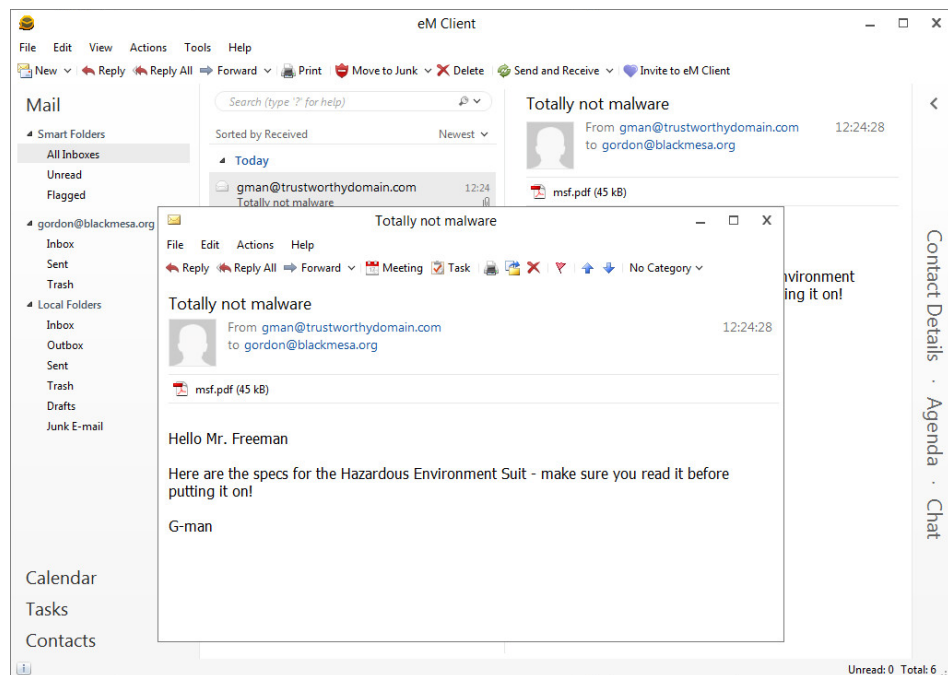 eM Client
File Edit View Actions Tools Help
New Reply Reply All Forward Print Move to Junk Delete Send and Receive Invite to eM Client
Mail
Smart Folders
All Inboxes
Unread
Flagged
gordon@blackmesa.org
Inbox
Sent
Trash
Local Folders
Inbox
Outbox
Sent
Trash
Drafts
Junk E-mail
Calendar
Tasks
Contacts
Search (type '?' for help)
Sorted by Received Newest
Today
gman@trustworthydomain.com 12:24
Totally not malware
Totally not malware
From gman@trustworthydomain.com 12:24:28
to gordon@blackmesa.org
msf.pdf (45 kB)
nvironment
ing it on!
Contact Details · Agenda · Chat
Totally not malware
File Edit Actions Help
Reply Reply All Forward Meeting Task No Category
Totally not malware
From gman@trustworthydomain.com 12:24:28
to gordon@blackmesa.org
msf.pdf (45 kB)
Hello Mr. Freeman
Here are the specs for the Hazardous Environment Suit - make sure you read it before
putting it on!
G-man
Unread: 0 Total: 6